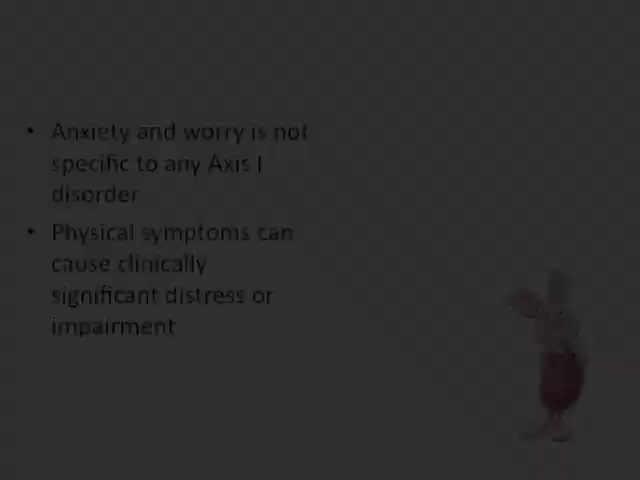 • Anxiety and worry is not
specific to any Axis I
disorder
• Physical symptoms can
cause clinically
significant distress or
impairment